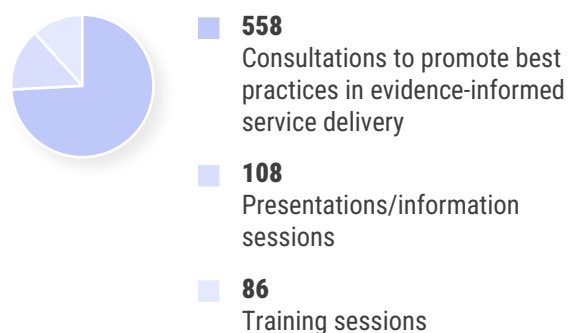 558
Consultations to promote best
practices in evidence-informed
service delivery
108
Presentations/information
sessions
86
Training sessions